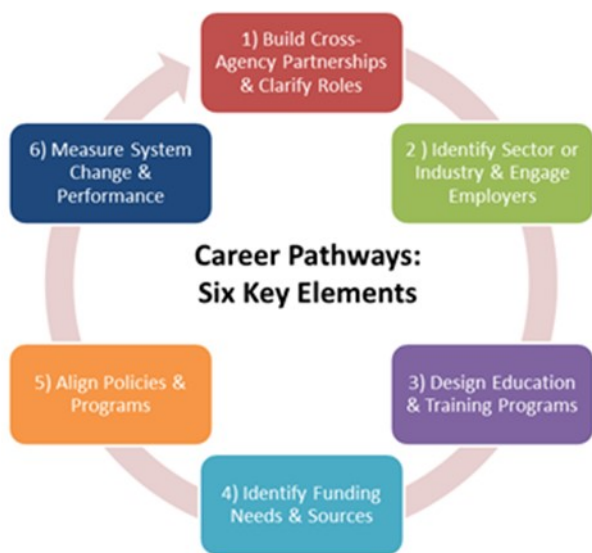 1) Build Cross-
Agency Partnerships
& Clarify Roles
2 ) Identify Sector or
Industry & Engage
Employers
3) Design Education
& Training Programs
4) Identify Funding
Needs & Sources
5) Align Policies &
Programs
6) Measure System
Change &
Performance
Career Pathways:
Six Key Elements